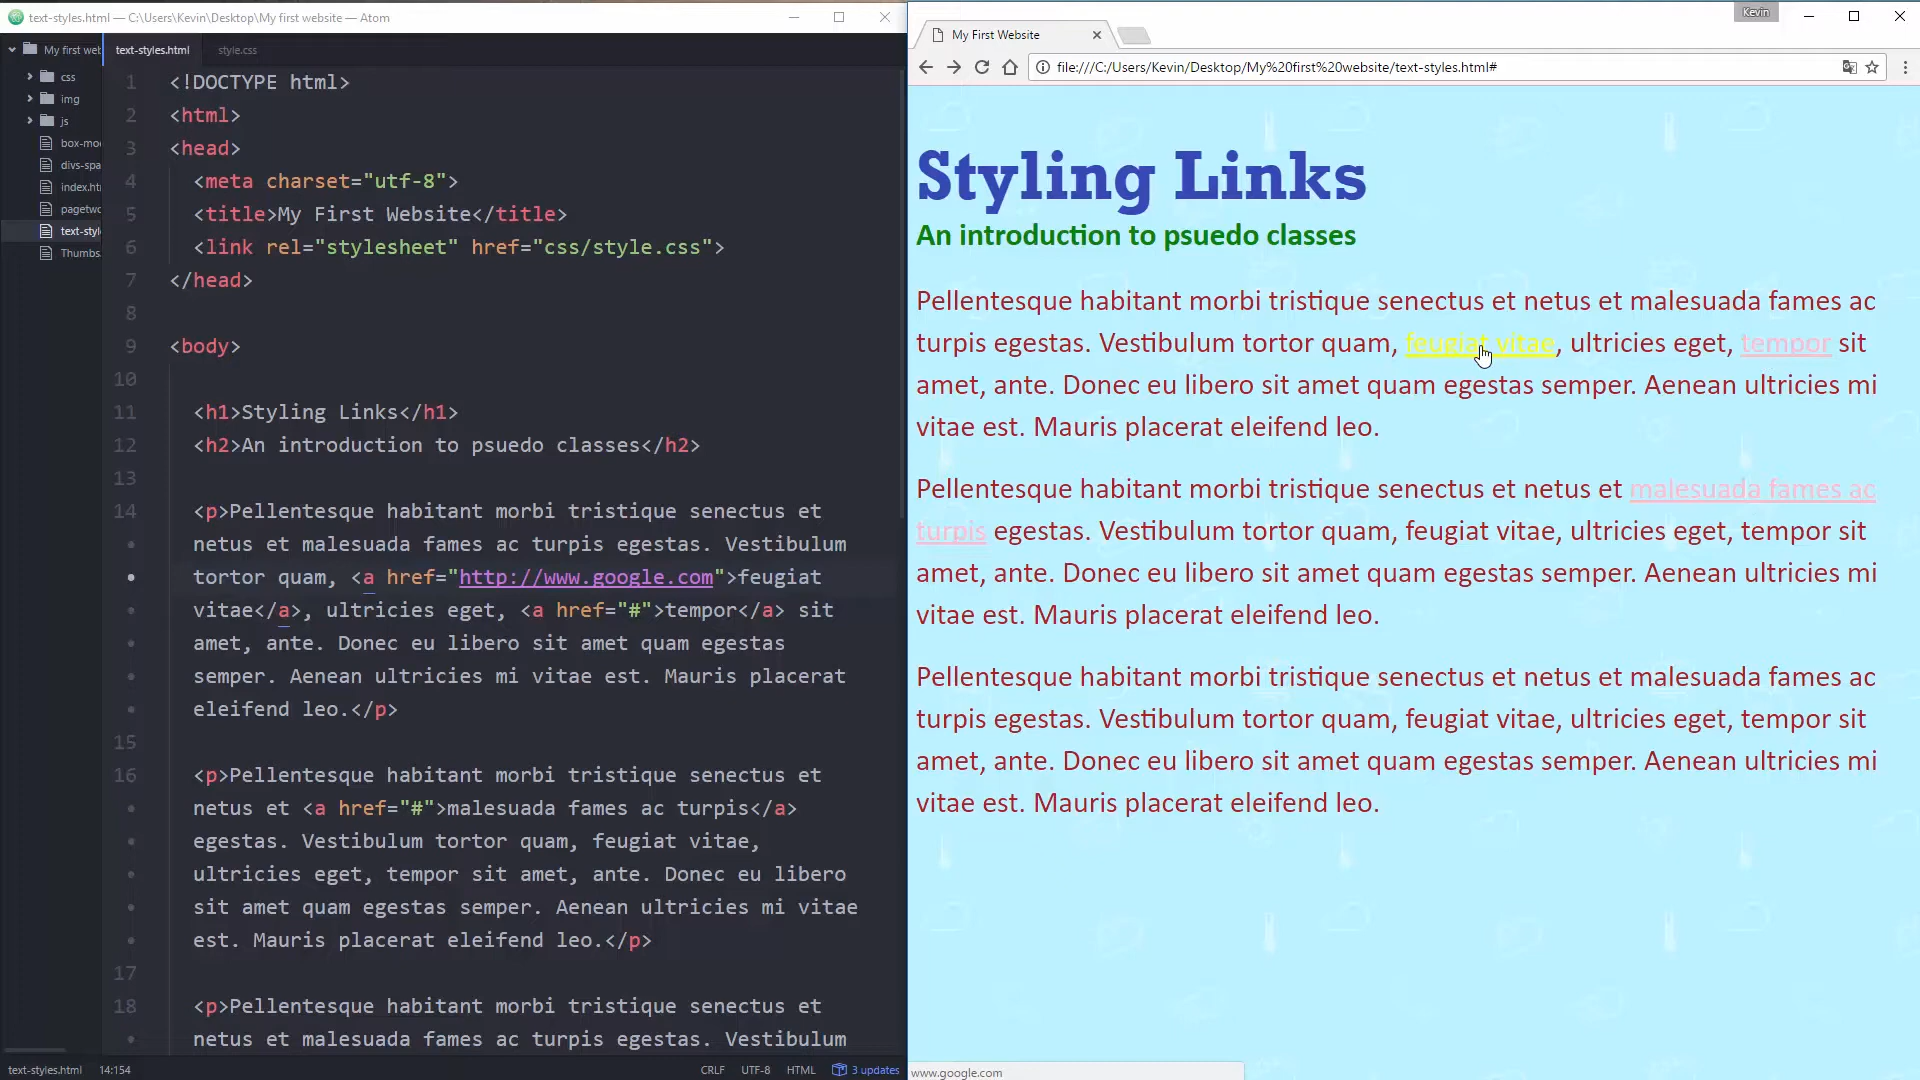 text-styles.html — C:\Users\Kevin\Desktop\My first website — Atom
My first web
text-styles.html
style.css
css
img
js
box-mo
divs-spa
index.ht
pagetwo
text-styl
Thumbs.
1 <!DOCTYPE html>
2 <html>
3 <head>
4 <meta charset="utf-8">
5 <title>My First Website</title>
6 <link rel="stylesheet" href="css/style.css">
7 </head>
8
9 <body>
10
11 <h1>Styling Links</h1>
12 <h2>An introduction to psuedo classes</h2>
13
14 <p>Pellentesque habitant morbi tristique senectus et
netus et malesuada fames ac turpis egestas. Vestibulum
tortor quam, <a href="http://www.google.com">feugiat
vitae</a>, ultricies eget, <a href="#">tempor</a> sit
amet, ante. Donec eu libero sit amet quam egestas
semper. Aenean ultricies mi vitae est. Mauris placerat
eleifend leo.</p>
15
16 <p>Pellentesque habitant morbi tristique senectus et
netus et <a href="#">malesuada fames ac turpis</a>
egestas. Vestibulum tortor quam, feugiat vitae,
ultricies eget, tempor sit amet, ante. Donec eu libero
sit amet quam egestas semper. Aenean ultricies mi vitae
est. Mauris placerat eleifend leo.</p>
17
18 <p>Pellentesque habitant morbi tristique senectus et
netus et malesuada fames ac turpis egestas. Vestibulum
text-styles.html 14:154 CRLF UTF-8 HTML 3 updates
Kevin
My First Website
file:///C:/Users/Kevin/Desktop/My%20first%20website/text-styles.html#
Styling Links
An introduction to psuedo classes
Pellentesque habitant morbi tristique senectus et netus et malesuada fames ac
turpis egestas. Vestibulum tortor quam, feugiat vitae, ultricies eget, tempor sit
amet, ante. Donec eu libero sit amet quam egestas semper. Aenean ultricies mi
vitae est. Mauris placerat eleifend leo.
Pellentesque habitant morbi tristique senectus et netus et malesuada fames ac
turpis egestas. Vestibulum tortor quam, feugiat vitae, ultricies eget, tempor sit
amet, ante. Donec eu libero sit amet quam egestas semper. Aenean ultricies mi
vitae est. Mauris placerat eleifend leo.
Pellentesque habitant morbi tristique senectus et netus et malesuada fames ac
turpis egestas. Vestibulum tortor quam, feugiat vitae, ultricies eget, tempor sit
amet, ante. Donec eu libero sit amet quam egestas semper. Aenean ultricies mi
vitae est. Mauris placerat eleifend leo.
www.google.com